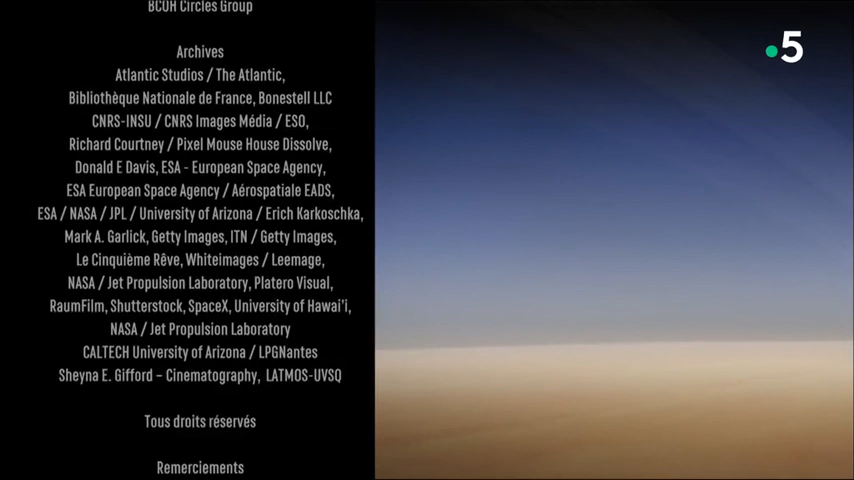 BCOH Circles Group
Archives
Atlantic Studios / The Atlantic,
Bibliothèque Nationale de France, Bonestell LLC
CNRS-INSU / CNRS Images Média / ESO,
Richard Courtney / Pixel Mouse House Dissolve,
Donald E Davis, ESA - European Space Agency,
ESA European Space Agency / Aérospatiale EADS,
ESA / NASA / JPL / University of Arizona / Erich Karkoschka,
Mark A. Garlick, Getty Images, ITN / Getty Images,
Le Cinquième Rêve, Whiteimages / Leemage,
NASA / Jet Propulsion Laboratory, Platero Visual,
RaumFilm, Shutterstock, SpaceX, University of Hawai'i,
NASA / Jet Propulsion Laboratory
CALTECH University of Arizona / LPGNantes
Sheyna E. Gifford – Cinematography, LATMOS-UVSQ
Tous droits réservés
Remerciements
5